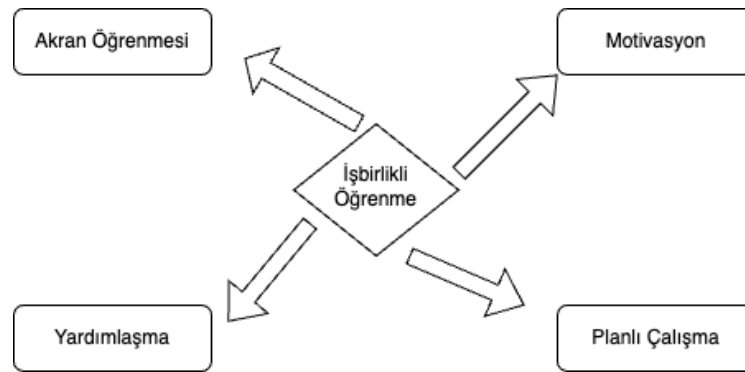 Akran Öğrenmesi
Motivasyon
İşbirlikli
Öğrenme
Yardımlaşma
Planlı Çalışma